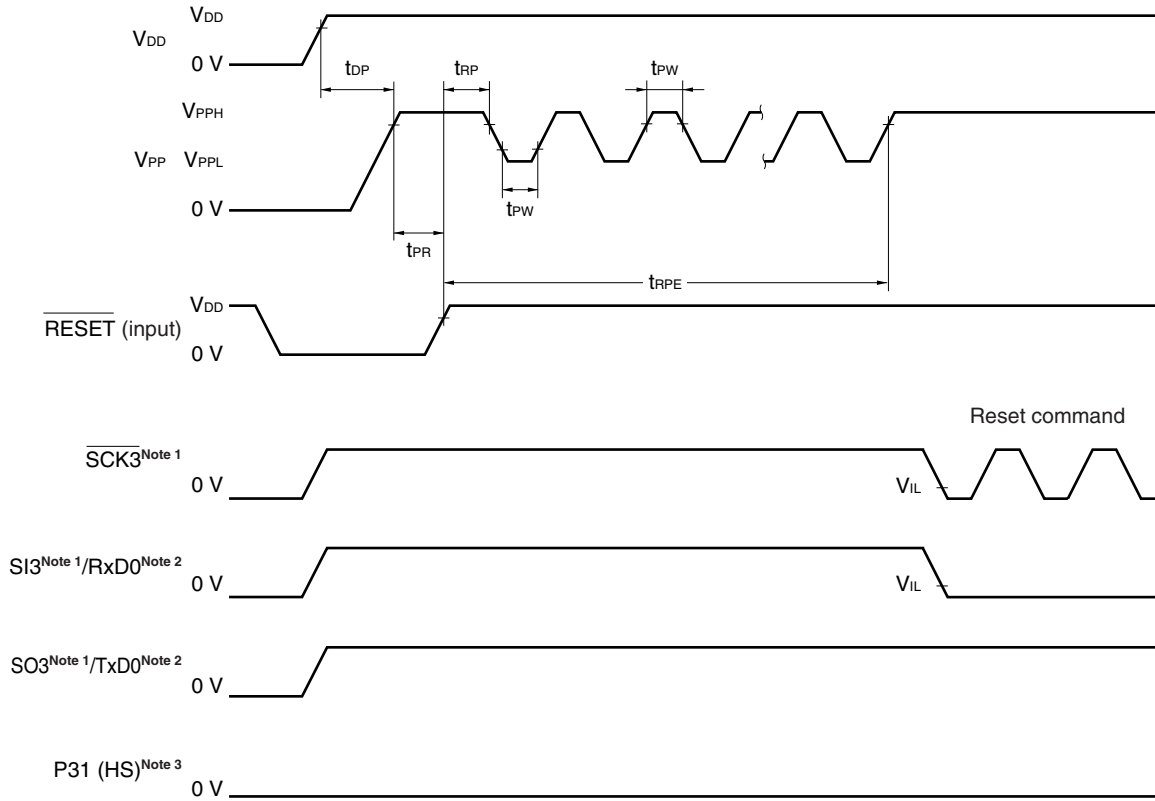 VDD
VDD
0 V
tDP
tRP
tPW
VPPH
VPP VPPL
tPW
0 V
tPR
tRPE
VDD
RESET (input)
0 V
Reset command
SCK3Note 1
0 V
VIL
SI3Note 1/RxD0Note 2
0 V
VIL
SO3Note 1/TxD0Note 2
0 V
P31 (HS)Note 3
0 V